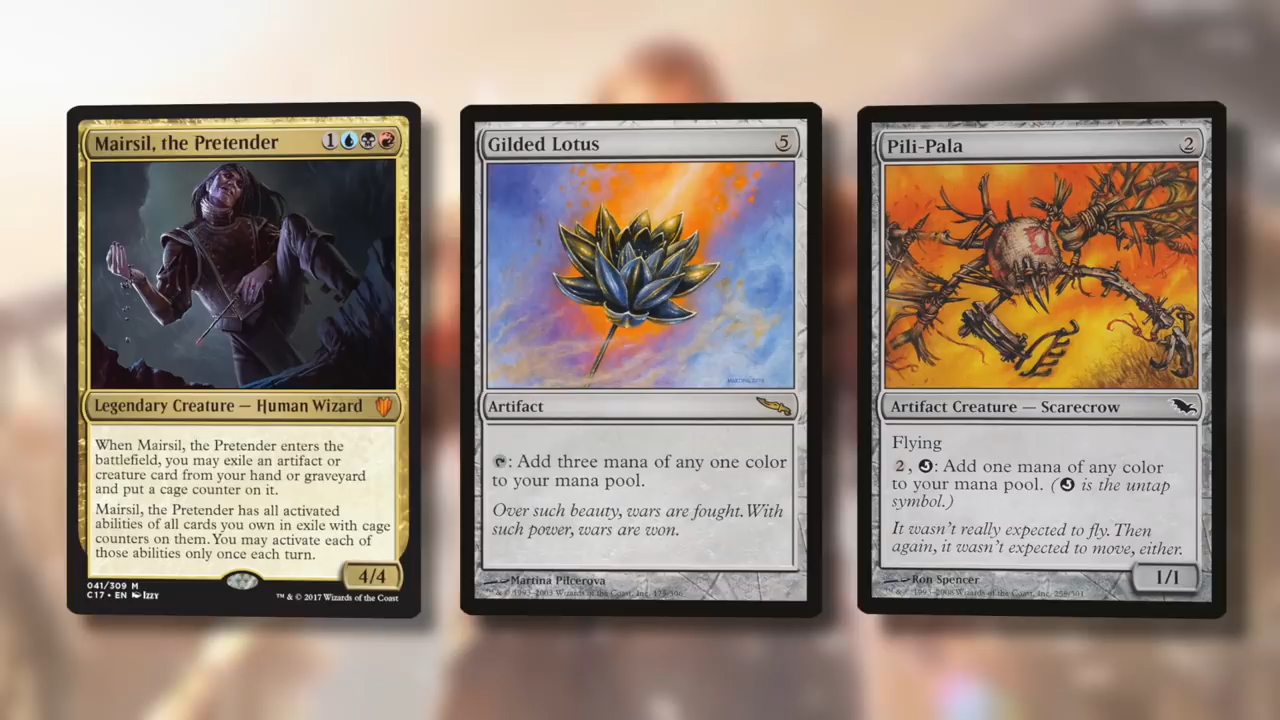 Mairsil, the Pretender 1
Legendary Creature — Human Wizard
When Mairsil, the Pretender enters the
battlefield, you may exile an artifact or
creature card from your hand or graveyard
and put a cage counter on it.
Mairsil, the Pretender has all activated
abilities of all cards you own in exile with cage
counters on them. You may activate each of
those abilities only once each turn.
4/4
041/309 M
C17 • EN IZZY
™ & © 2017 Wizards of the Coast
Gilded Lotus 5
Artifact
: Add three mana of any one color
to your mana pool.
Over such beauty, wars are fought. With
such power, wars are won.
Martina Pilcerova
Pili-Pala 2
Artifact Creature — Scarecrow
Flying
2, : Add one mana of any color
to your mana pool. ( is the untap
symbol.)
It wasn't really expected to fly. Then
again, it wasn't expected to move, either.
Ron Spencer
1/1